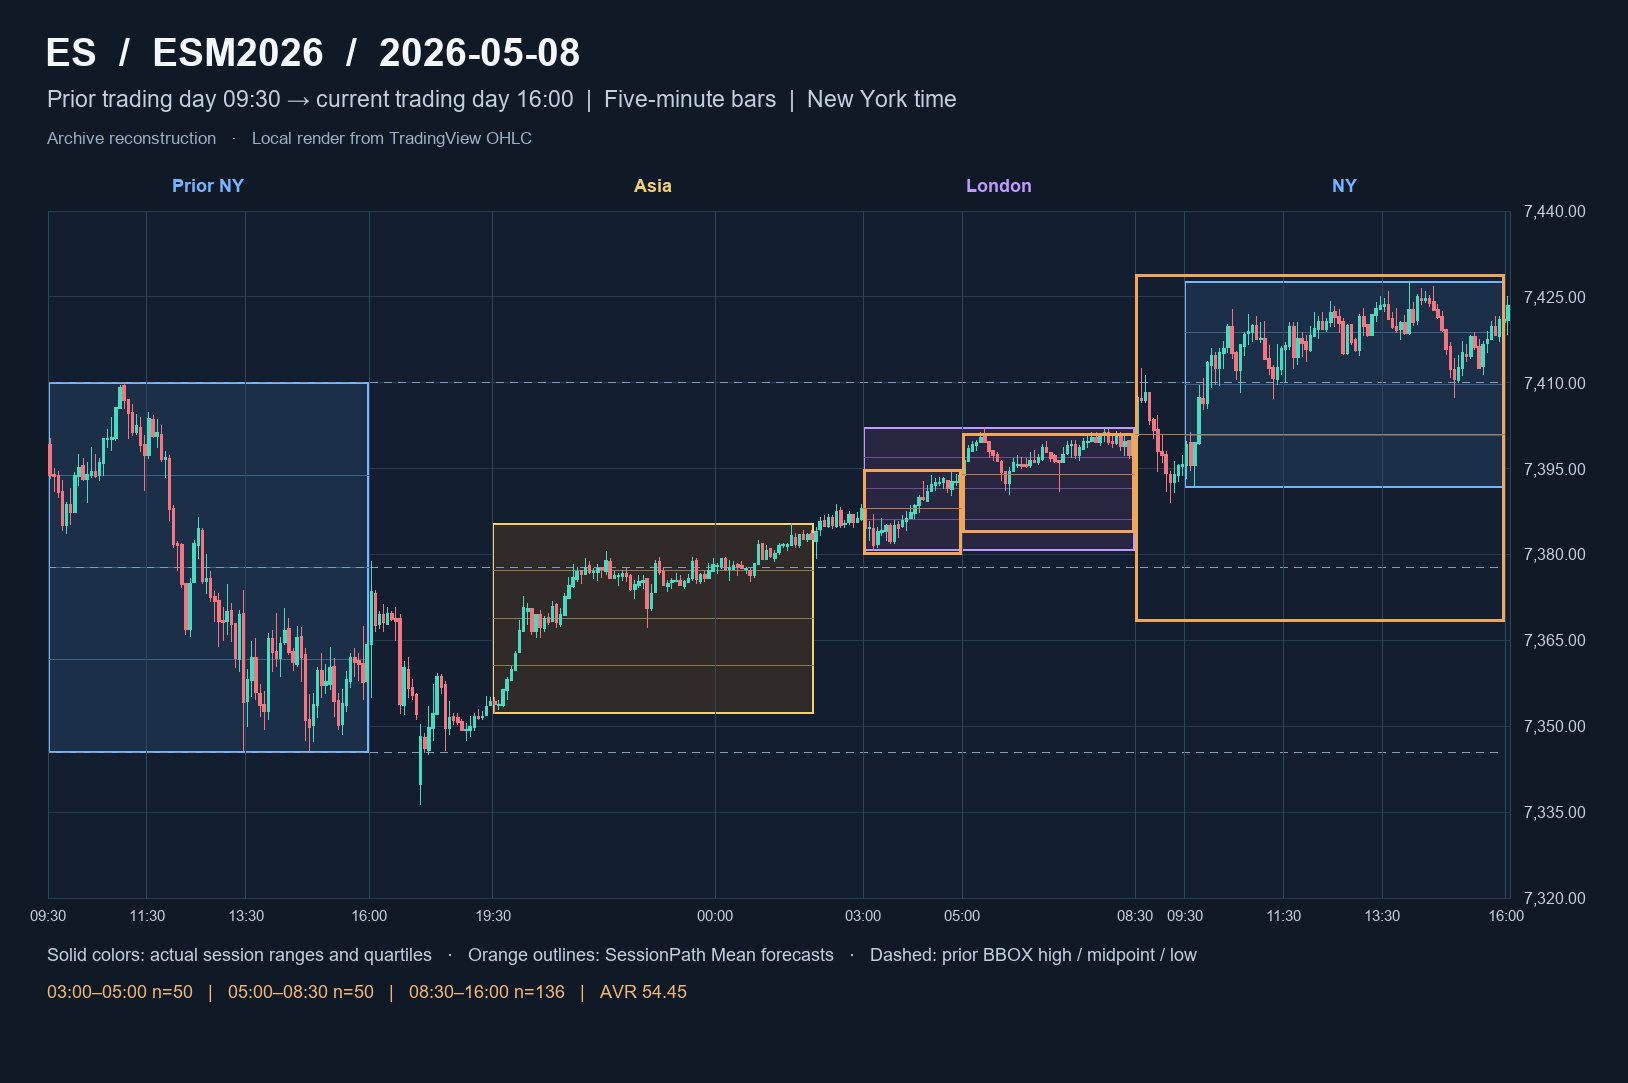 ES / ESM2026 / 2026-05-08
Prior trading day 09:30 → current trading day 16:00 | Five-minute bars | New York time
Archive reconstruction · Local render from TradingView OHLC
Prior NY Asia London NY
7,440.00
7,425.00
7,410.00
7,395.00
7,380.00
7,365.00
7,350.00
7,335.00
7,320.00
09:30 11:30 13:30 16:00 19:30 00:00 03:00 05:00 08:30 09:30 11:30 13:30 16:00
Solid colors: actual session ranges and quartiles · Orange outlines: SessionPath Mean forecasts · Dashed: prior BBOX high / midpoint / low
03:00–05:00 n=50 | 05:00–08:30 n=50 | 08:30–16:00 n=136 | AVR 54.45